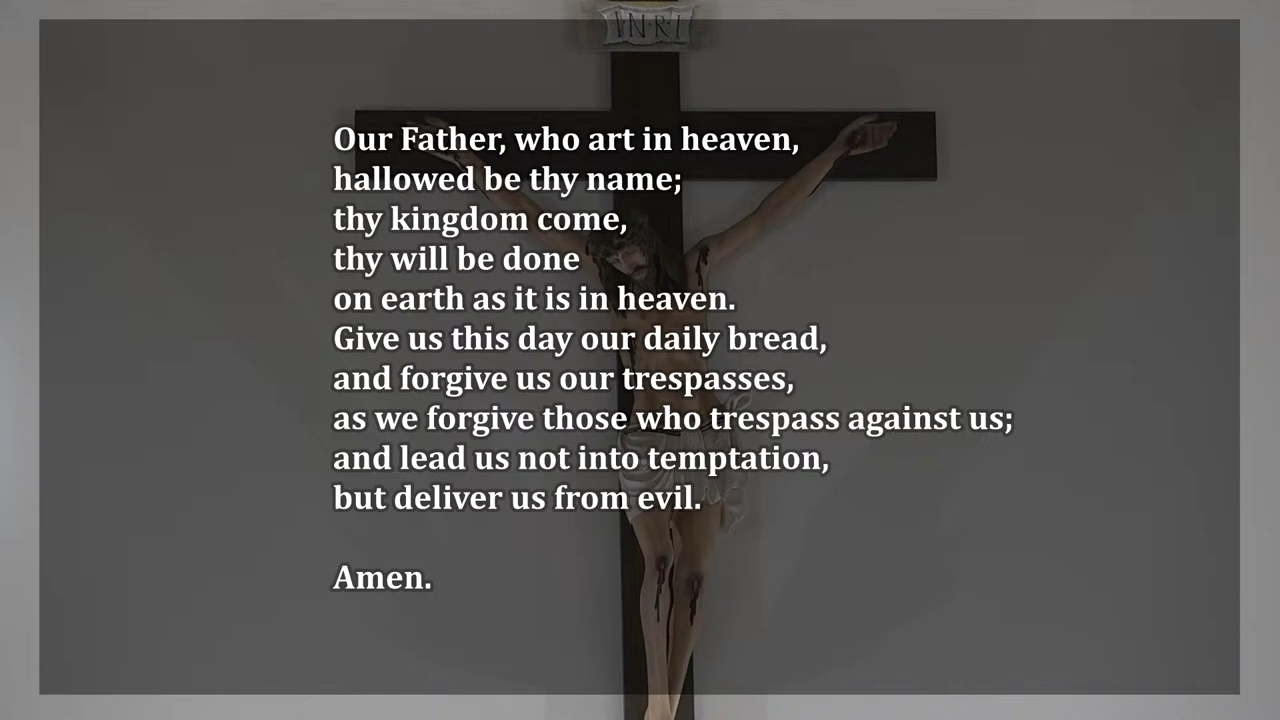 I·N·R·I
Our Father, who art in heaven,
hallowed be thy name;
thy kingdom come,
thy will be done
on earth as it is in heaven.
Give us this day our daily bread,
and forgive us our trespasses,
as we forgive those who trespass against us;
and lead us not into temptation,
but deliver us from evil.
Amen.